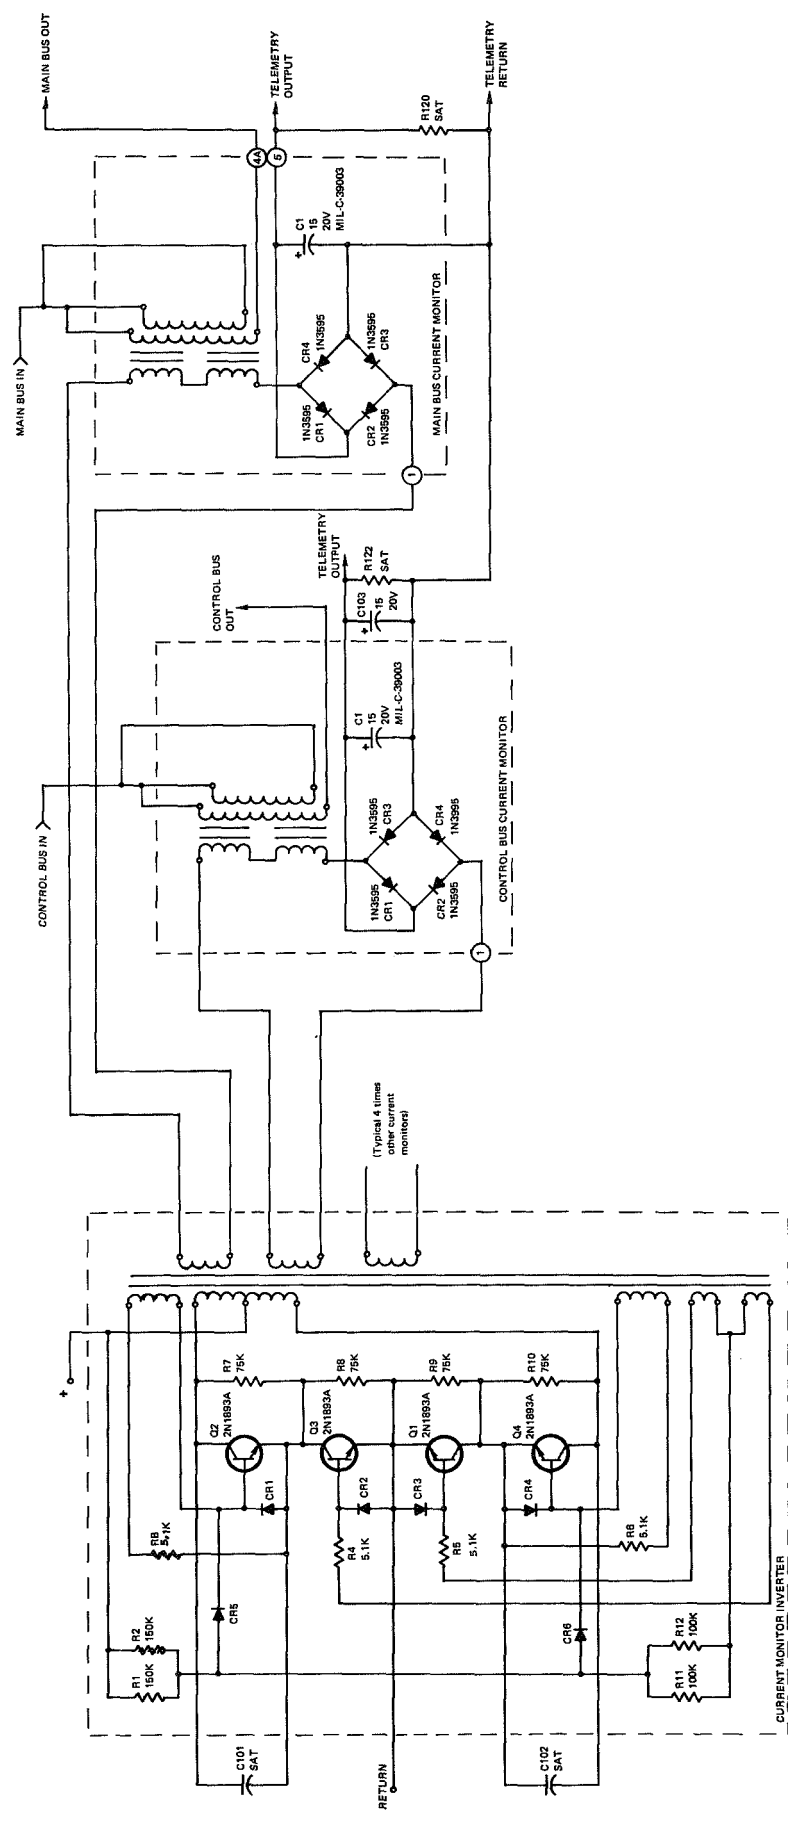 MAIN BUS IN
MAIN BUS OUT
4A
5
TELEMETRY
OUTPUT
R120
SAT
TELEMETRY
RETURN
C1
15
20V
MIL-C-39003
+
CR4
1N3595
1N3595
CR3
1N3595
CR1
CR2
1N3595
MAIN BUS CURRENT MONITOR
1
CONTROL BUS IN
CONTROL BUS
OUT
TELEMETRY
OUTPUT
R122
SAT
C103
15
20V
+
C1
15
20V
MIL-C-39003
+
1N3595
CR3
CR4
1N3995
1N3595
CR1
CR2
1N3595
CONTROL BUS CURRENT MONITOR
1
(Typical 4 times
other current
monitors)
+
R7
75K
R8
75K
R9
75K
R10
75K
Q2
2N1893A
Q3
2N1893A
Q1
2N1893A
Q4
2N1893A
CR1
CR2
CR3
CR4
R8
5.1K
R4
5.1K
R5
5.1K
R6
5.1K
CR5
CR6
R2
150K
R1
150K
R12
100K
R11
100K
CURRENT MONITOR INVERTER
C101
SAT
RETURN
C102
SAT